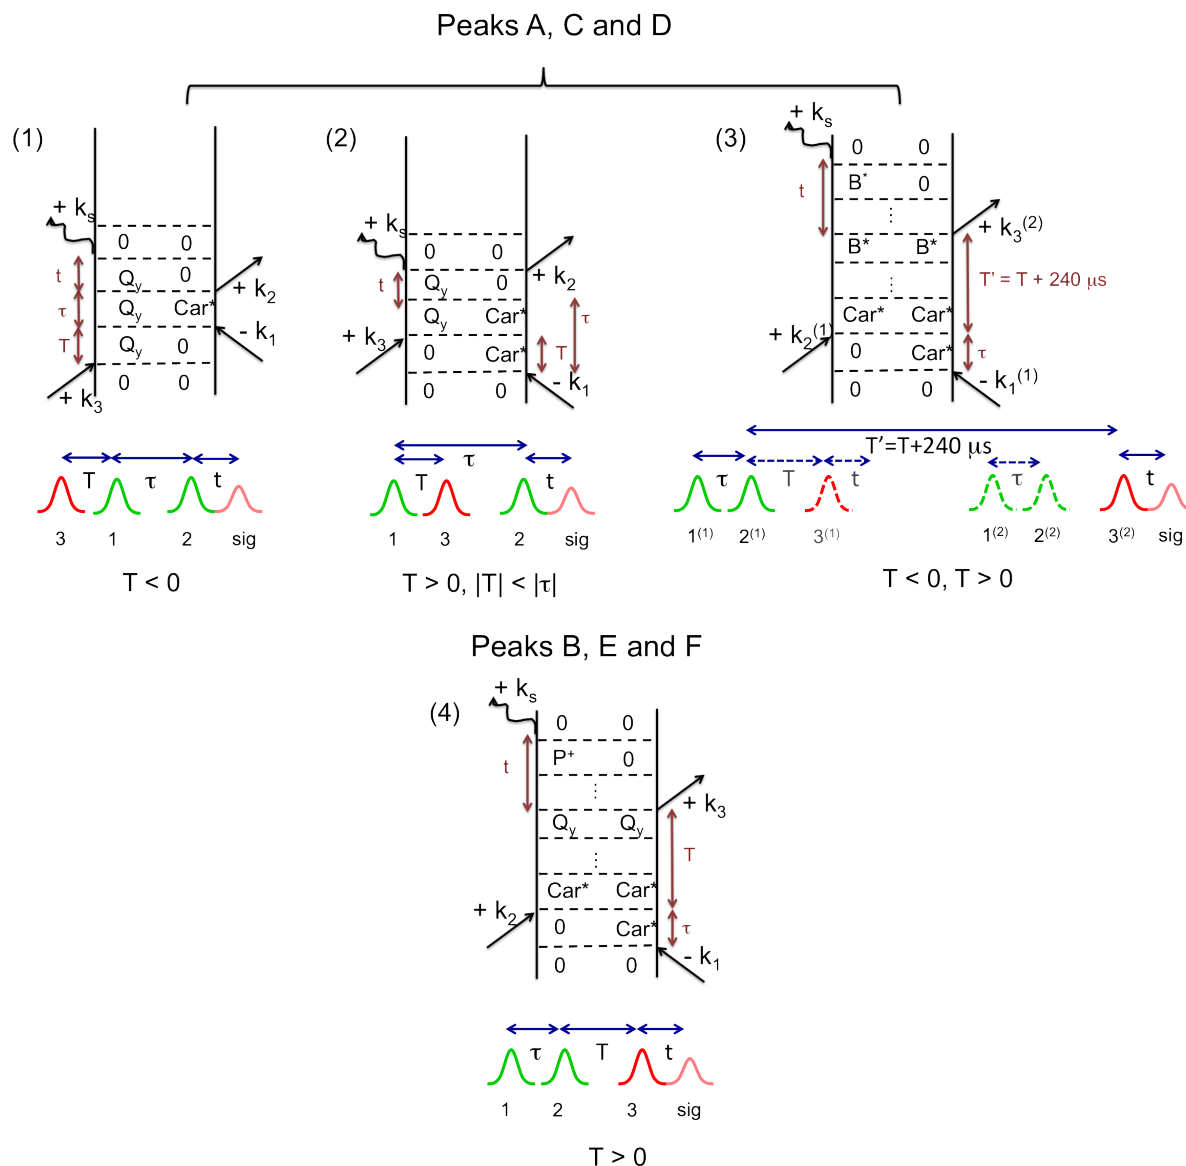 Peaks A, C and D
(1)
+ kₛ
0 0
t
Qy 0
+ k₂
τ
Qy Car*
- k₁
T
Qy 0
0 0
+ k₃
T τ t
3 1 2 sig
T < 0
(2)
+ kₛ
0 0
t
Qy 0
+ k₂
Qy Car*
τ
+ k₃
0 Car*
T
- k₁
0 0
τ
T t
1 3 2 sig
T > 0, |T| < |τ|
(3)
+ kₛ
0 0
t
B* 0
⋮
+ k₃⁽²⁾
B* B*
⋮
T' = T + 240 μs
Car* Car*
+ k₂⁽¹⁾
0 Car*
τ
- k₁⁽¹⁾
0 0
T'=T+240 μs
τ T t τ t
1⁽¹⁾ 2⁽¹⁾ 3⁽¹⁾ 1⁽²⁾ 2⁽²⁾ 3⁽²⁾ sig
T < 0, T > 0
Peaks B, E and F
(4)
+ kₛ
0 0
t
P⁺ 0
⋮
+ k₃
Qy Qy
⋮
T
Car* Car*
+ k₂
0 Car*
τ
- k₁
0 0
τ T t
1 2 3 sig
T > 0